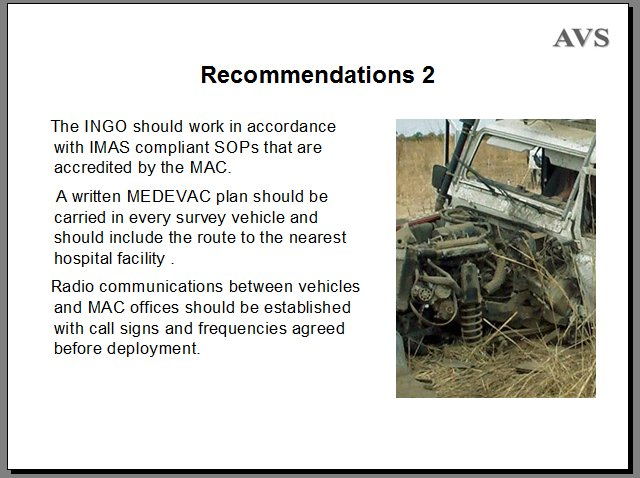 AVS
Recommendations 2
The INGO should work in accordance
with IMAS compliant SOPs that are
accredited by the MAC.
A written MEDEVAC plan should be
carried in every survey vehicle and
should include the route to the nearest
hospital facility .
Radio communications between vehicles
and MAC offices should be established
with call signs and frequencies agreed
before deployment.